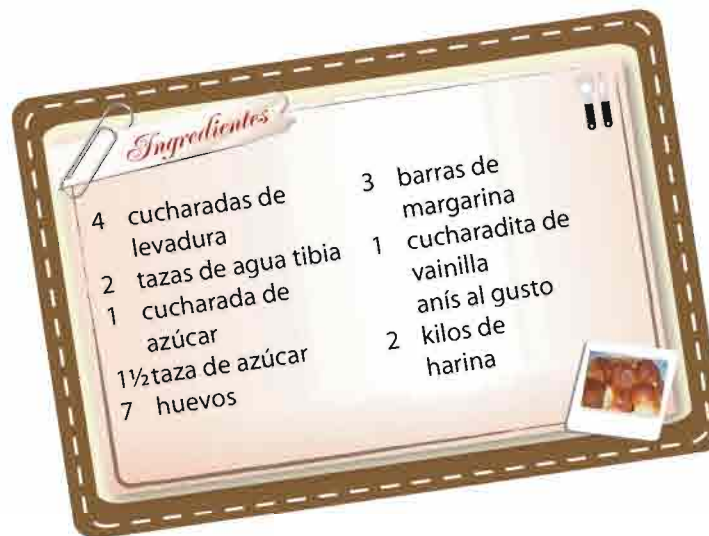 Ingredientes
4 cucharadas de
levadura
2 tazas de agua tibia
1 cucharada de
azúcar
1½ taza de azúcar
7 huevos
3 barras de
margarina
1 cucharadita de
vainilla
anís al gusto
2 kilos de
harina